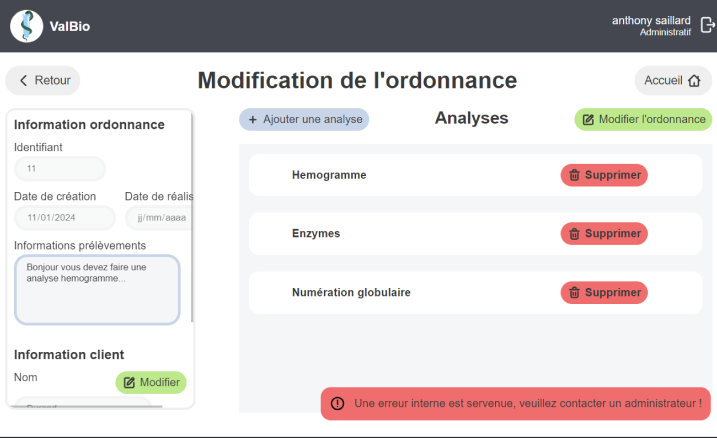 ValBio
anthony saillard
Administratif
Retour
Modification de l'ordonnance
Accueil
Information ordonnance
Identifiant
11
Date de création
Date de réalis
11/01/2024
jj/mm/aaaa
Informations prélèvements
Bonjour vous devez faire une
analyse hemogramme...
Information client
Nom
Modifier
+ Ajouter une analyse
Analyses
Modifier l'ordonnance
Hemogramme
Supprimer
Enzymes
Supprimer
Numération globulaire
Supprimer
Une erreur interne est servenue, veuillez contacter un administrateur !